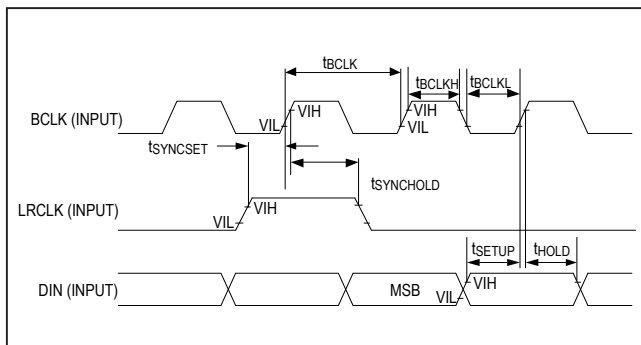 tBCLK
tBCLKH
tBCLKL
BCLK (INPUT)
VIH
VIL
VIH
VIL
tSYNCSET
tSYNCHOLD
LRCLK (INPUT)
VIH
VIL
tSETUP
tHOLD
DIN (INPUT)
MSB
VIH
VIL